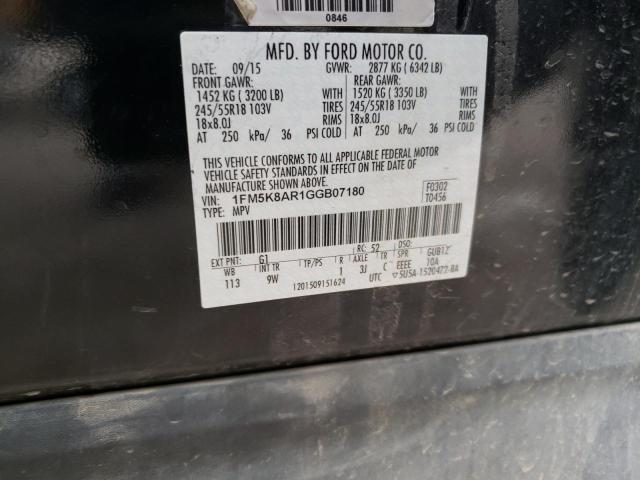 0846
MFD. BY FORD MOTOR CO.
DATE: 09/15 GVWR: 2877 KG ( 6342 LB)
FRONT GAWR: REAR GAWR:
1452 KG ( 3200 LB) WITH 1520 KG ( 3350 LB) WITH
245/55R18 103V TIRES 245/55R18 103V TIRES
18x8.0J RIMS 18x8.0J RIMS
AT 250 kPa/ 36 PSI COLD AT 250 kPa/ 36 PSI COLD
THIS VEHICLE CONFORMS TO ALL APPLICABLE FEDERAL MOTOR
VEHICLE SAFETY STANDARDS IN EFFECT ON THE DATE OF
MANUFACTURE SHOWN ABOVE.
VIN: 1FM5K8AR1GGB07180 F0302
TYPE: MPV T0456
EXT PNT: G1 RC: 52 DSO:
WB INT TR TP/PS R AXLE TR SPR GUB12
113 9W 1 3J C EEEE 10A
1201509151624 UTC ▽5U5A-1520472-BA